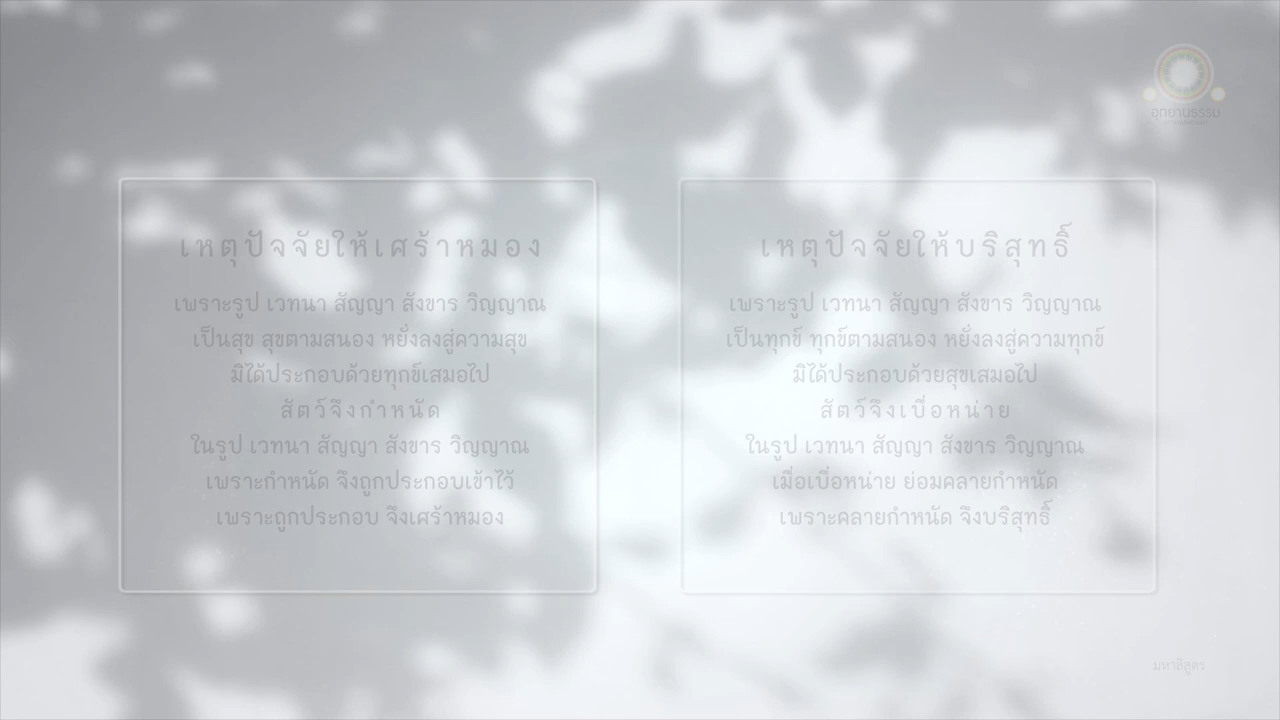 อุทยานธรรม
เหตุปัจจัยให้เศร้าหมอง
เพราะรูป เวทนา สัญญา สังขาร วิญญาณ
เป็นสุข สุขตามสนอง หยั่งลงสู่ความสุข
มิได้ประกอบด้วยทุกข์เสมอไป
สัตว์จึงกำหนัด
ในรูป เวทนา สัญญา สังขาร วิญญาณ
เพราะกำหนัด จึงถูกประกอบเข้าไว้
เพราะถูกประกอบ จึงเศร้าหมอง
เหตุปัจจัยให้บริสุทธิ์
เพราะรูป เวทนา สัญญา สังขาร วิญญาณ
เป็นทุกข์ ทุกข์ตามสนอง หยั่งลงสู่ความทุกข์
มิได้ประกอบด้วยสุขเสมอไป
สัตว์จึงเบื่อหน่าย
ในรูป เวทนา สัญญา สังขาร วิญญาณ
เมื่อเบื่อหน่าย ย่อมคลายกำหนัด
เพราะคลายกำหนัด จึงบริสุทธิ์
มหาลิสูตร